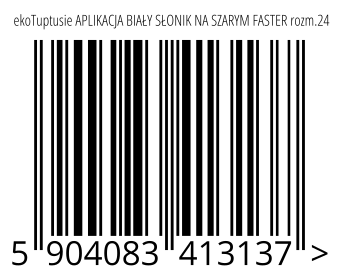 ekoTuptusie APLIKACJA BIAŁY SŁONIK NA SZARYM FASTER rozm.24
5 904083 413137 >